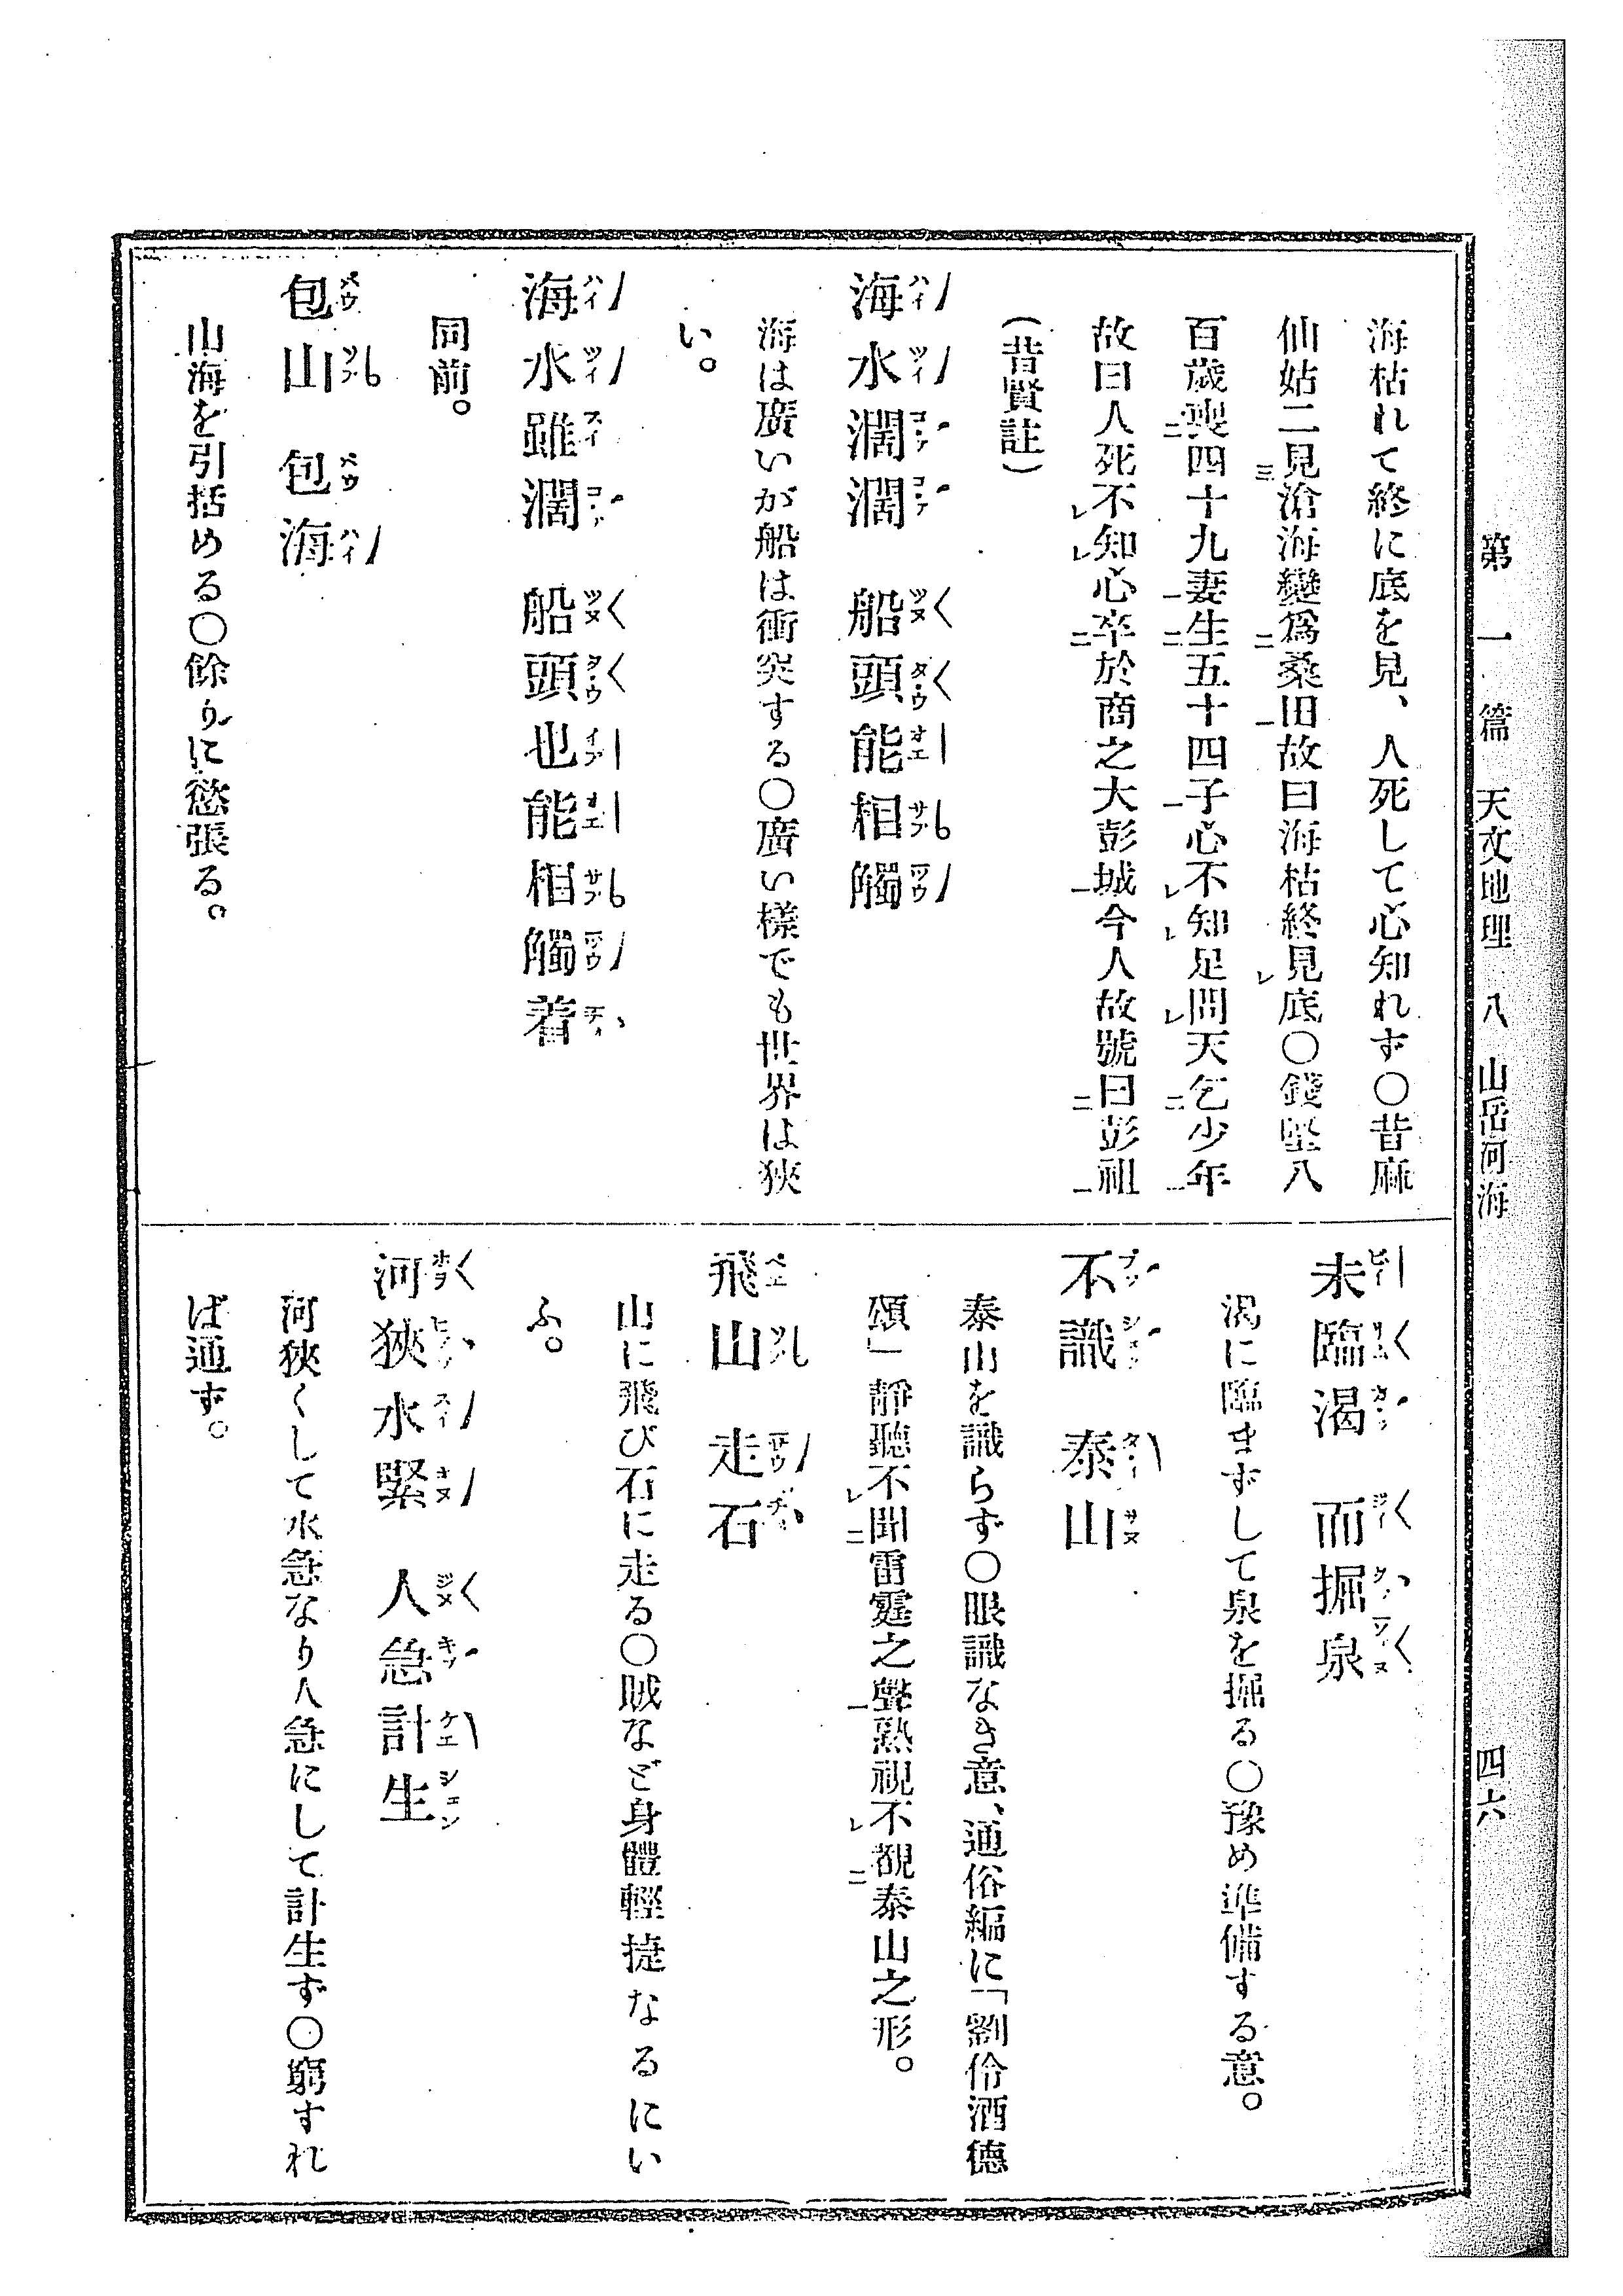 第一篇　天文地理　八　山岳河海　四六
海枯れて終に底を見、人死して心知れず〇昔麻
仙姑二見滄海變爲桑田故曰海枯終見底〇錢鏗八
百歲喪四十九妻生五十四子心不知足問天乞少年
故曰人死不知心卒於商之大彭城今人故號曰彭祖
(昔賢註)
海水濶濶　船頭能相觸
海は廣いが船は衝突する〇廣い樣でも世界は狹
い。
海水雖濶　船頭也能相觸着
同前。
包山　包海
山海を引括める〇餘りに慾張る。
未臨渴　而掘泉
渴に臨まずして泉を掘る〇豫め準備する意。
不識　泰山
泰山を識らず〇眼識なき意、通俗編に「劉伶酒德
頌」靜聽不聞雷霆之聲熟視不覩泰山之形。
飛山　走石
山に飛び石に走る〇賊など身體輕捷なるにい
ふ。
河狹水緊　人急計生
河狹くして水急なり人急にして計生ず〇窮すれ
ば通ず。